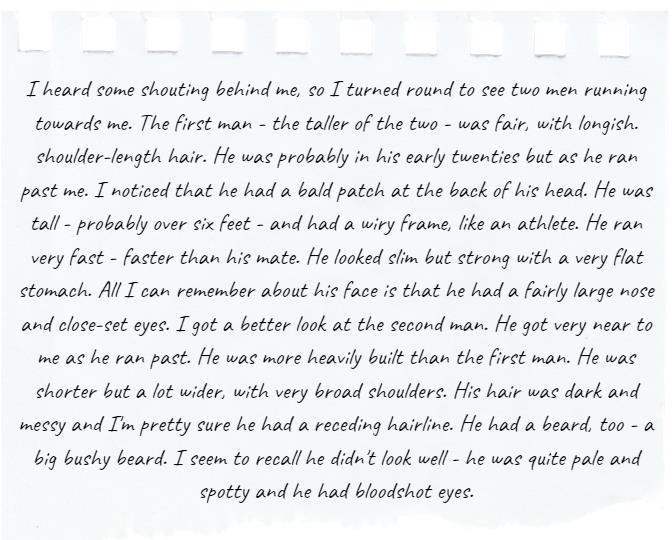 I heard some shouting behind me, so I turned round to see two men running
towards me. The first man - the taller of the two - was fair, with longish.
shoulder-length hair. He was probably in his early twenties but as he ran
past me. I noticed that he had a bald patch at the back of his head. He was
tall - probably over six feet - and had a wiry frame, like an athlete. He ran
very fast - faster than his mate. He looked slim but strong with a very flat
stomach. All I can remember about his face is that he had a fairly large nose
and close-set eyes. I got a better look at the second man. He got very near to
me as he ran past. He was more heavily built than the first man. He was
shorter but a lot wider, with very broad shoulders. His hair was dark and
messy and I'm pretty sure he had a receding hairline. He had a beard, too - a
big bushy beard. I seem to recall he didn't look well - he was quite pale and
spotty and he had bloodshot eyes.